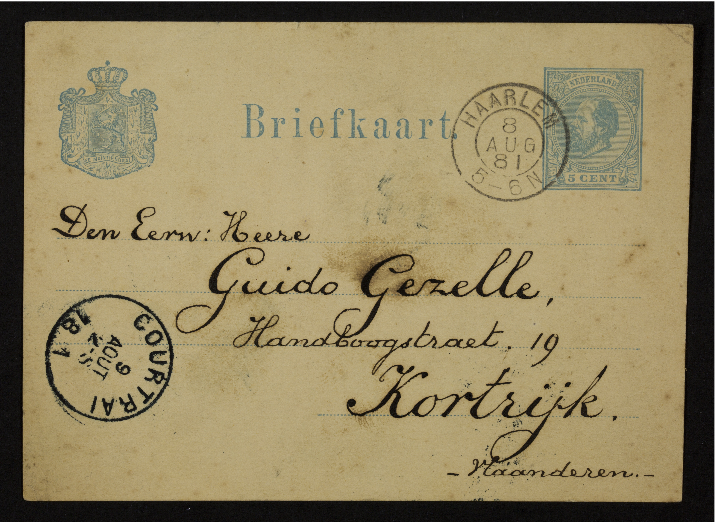 Briefkaart.
NEDERLAND
5 CENT
HAARLEM
8
AUG
81
5-6N
Den Eerw: Heere
Guido Gezelle,
Handboogstraet. 19
Kortrijk.
- Vlaanderen. -
COURTRAI
9
AOUT
1881